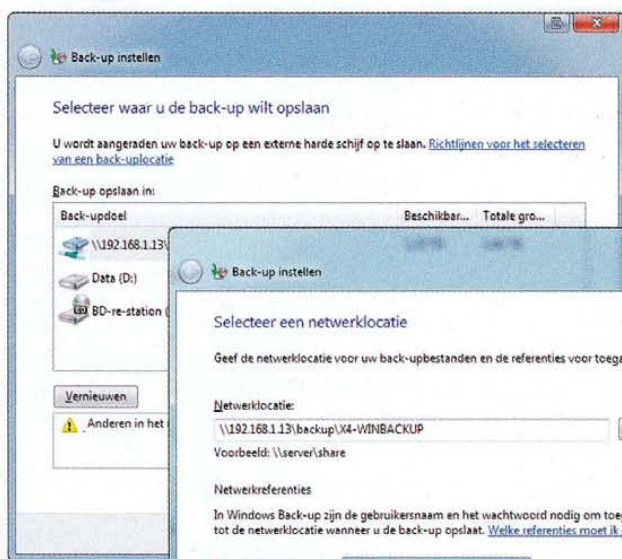 Back-up instellen
Selecteer waar u de back-up wilt opslaan
U wordt aangeraden uw back-up op een externe harde schijf op te slaan. Richtlijnen voor het selecteren
van een back-uplocatie
Back-up opslaan in:
Back-updoel Beschikbar... Totale gro...
\\192.168.1.13\
Data (D:)
BD-re-station (
Vernieuwen
Anderen in het
Back-up instellen
Selecteer een netwerklocatie
Geef de netwerklocatie voor uw back-upbestanden en de referenties voor toega
Netwerklocatie:
\\192.168.1.13\backup\X4-WINBACKUP
Voorbeeld: \\server\share
Netwerkreferenties
In Windows Back-up zijn de gebruikersnaam en het wachtwoord nodig om toeg
tot de netwerklocatie wanneer u de back-up opslaat. Welke referenties moet ik